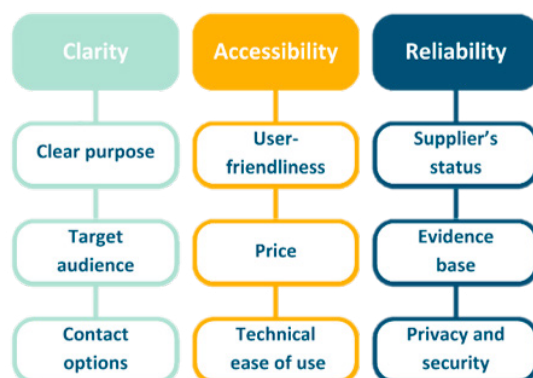 Clarity
Accessibility
Reliability
Clear purpose
User-
friendliness
Supplier's
status
Target
audience
Price
Evidence
base
Contact
options
Technical
ease of use
Privacy and
security